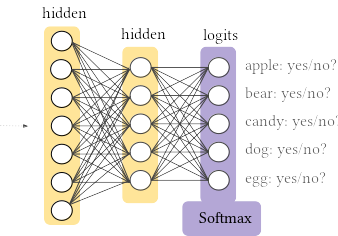 hidden
hidden
logits
apple: yes/no?
bear: yes/no?
candy: yes/no?
dog: yes/no?
egg: yes/no?
Softmax